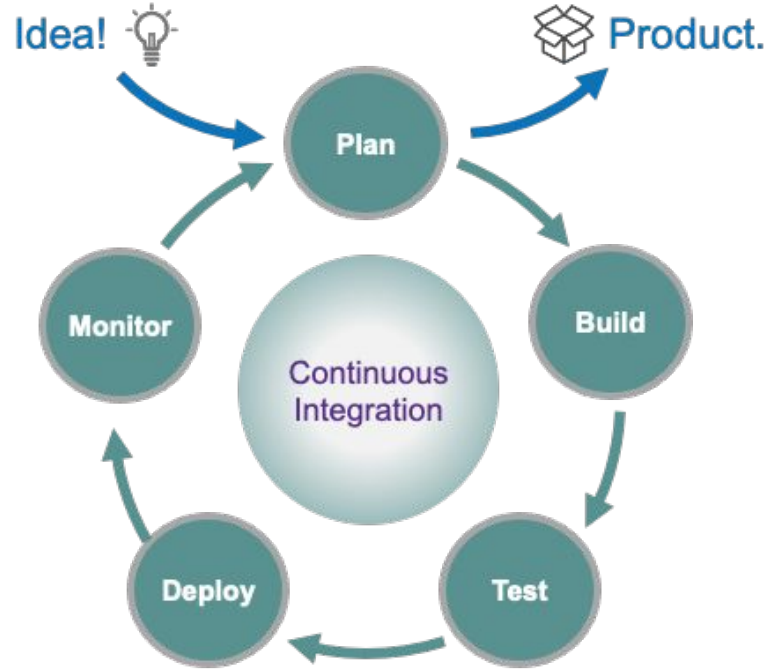 Idea!
Product.
Plan
Monitor
Build
Continuous
Integration
Deploy
Test